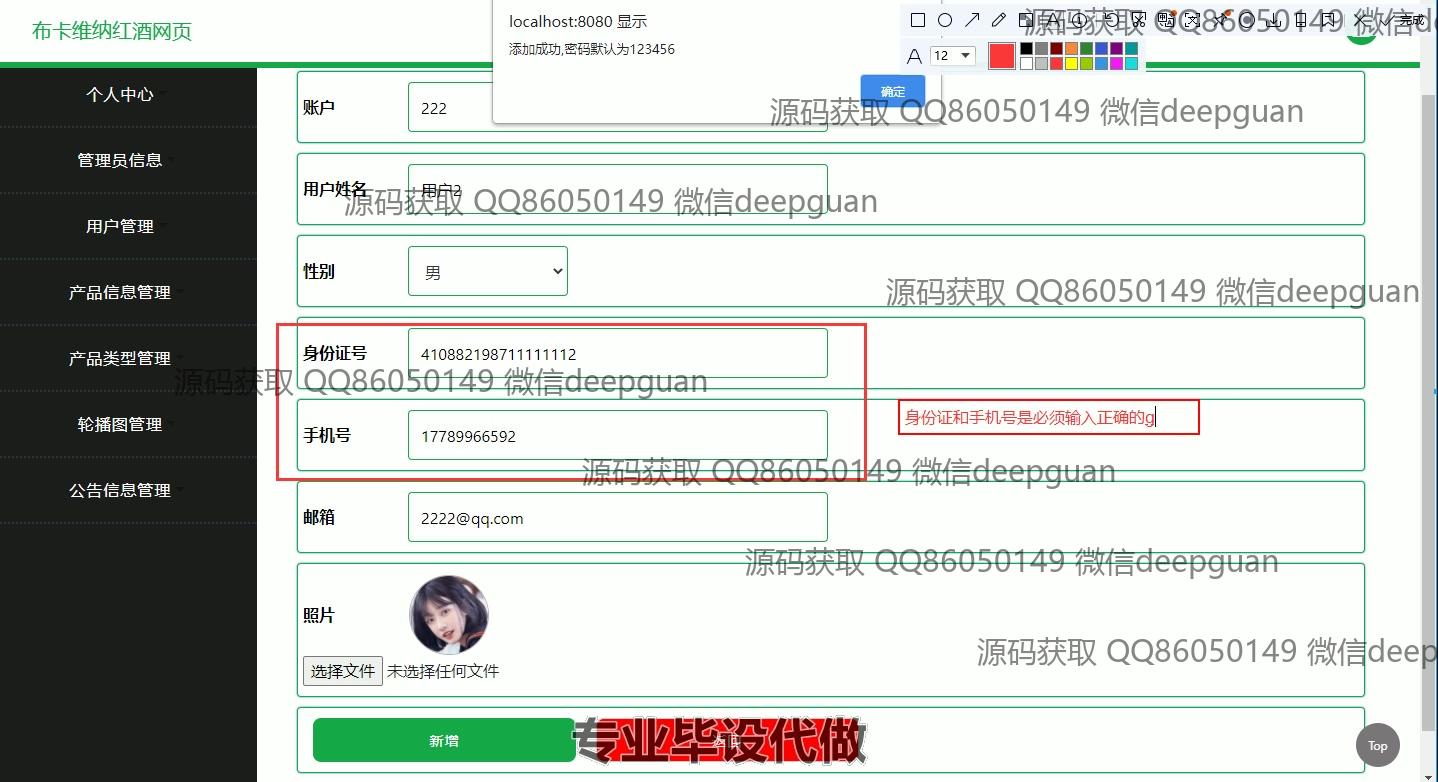 布卡维纳红酒网页
localhost:8080 显示
添加成功,密码默认为123456
确定
12
完成
源码获取 QQ86050149 微信d
个人中心
管理员信息
用户管理
产品信息管理
产品类型管理
轮播图管理
公告信息管理
账户
222
源码获取 QQ86050149 微信deepguan
用户姓名
用户2
源码获取 QQ86050149 微信deepguan
性别
男
源码获取 QQ86050149 微信deepguan
身份证号
410882198711111112
源码获取 QQ86050149 微信deepguan
手机号
17789966592
身份证和手机号是必须输入正确的g
源码获取 QQ86050149 微信deepguan
邮箱
2222@qq.com
源码获取 QQ86050149 微信deepguan
照片
源码获取 QQ86050149 微信deep
选择文件 未选择任何文件
新增
返回
专业毕设代做
Top